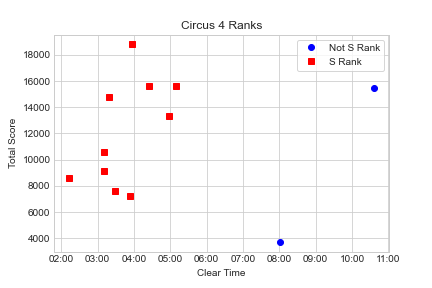 Circus 4 Ranks
Not S Rank
S Rank
Total Score
18000
16000
14000
12000
10000
8000
6000
4000
02:00 03:00 04:00 05:00 06:00 07:00 08:00 09:00 10:00 11:00
Clear Time